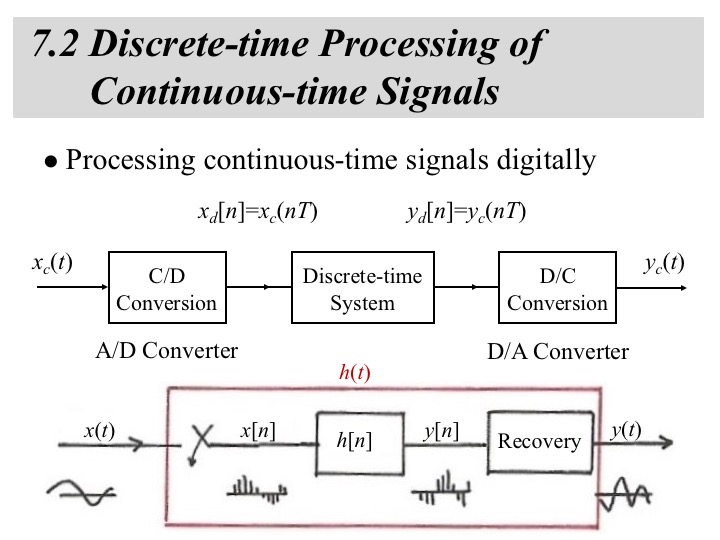 7.2 Discrete-time Processing of
Continuous-time Signals
● Processing continuous-time signals digitally
x_d[n]=x_c(nT)
y_d[n]=y_c(nT)
x_c(t)
C/D
Conversion
Discrete-time
System
D/C
Conversion
y_c(t)
A/D Converter
D/A Converter
h(t)
x(t)
x[n]
h[n]
y[n]
Recovery
y(t)